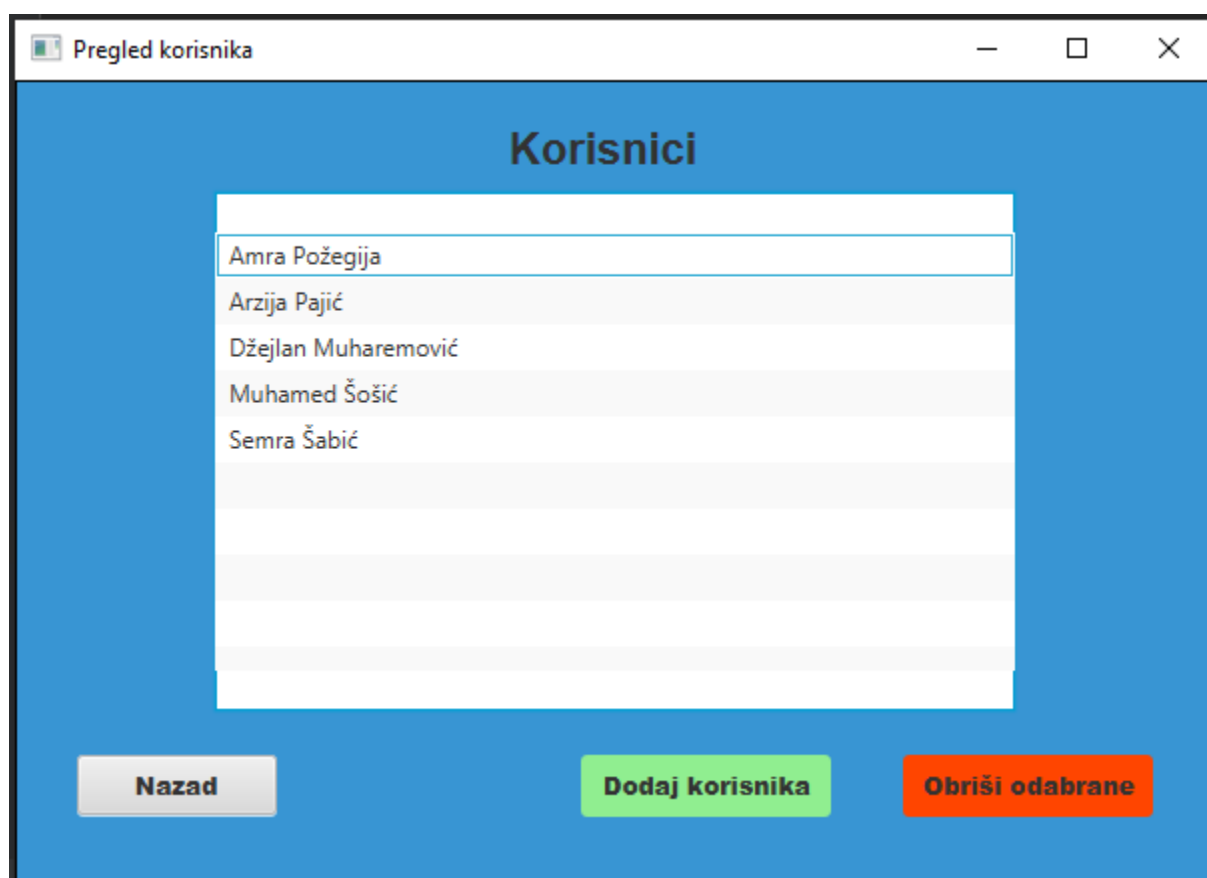 Pregled korisnika
Korisnici
Amra Požegija
Arzija Pajić
Džejlan Muharemović
Muhamed Šošić
Semra Šabić
Nazad Dodaj korisnika Obriši odabrane